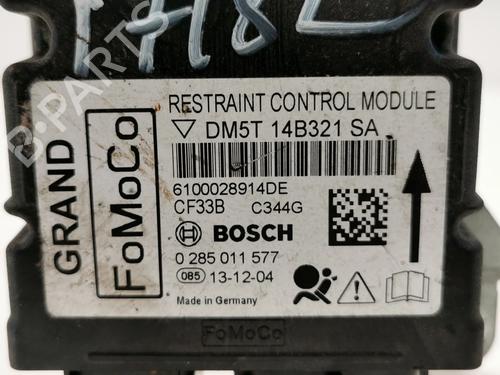 RESTRAINT CONTROL MODULE
DM5T 14B321 SA
6100028914DE
CF33B C344G
BOSCH
0 285 011 577
085 13-12-04
Made in Germany
GRAND
FoMoCo
FoMoCo
B-Parts